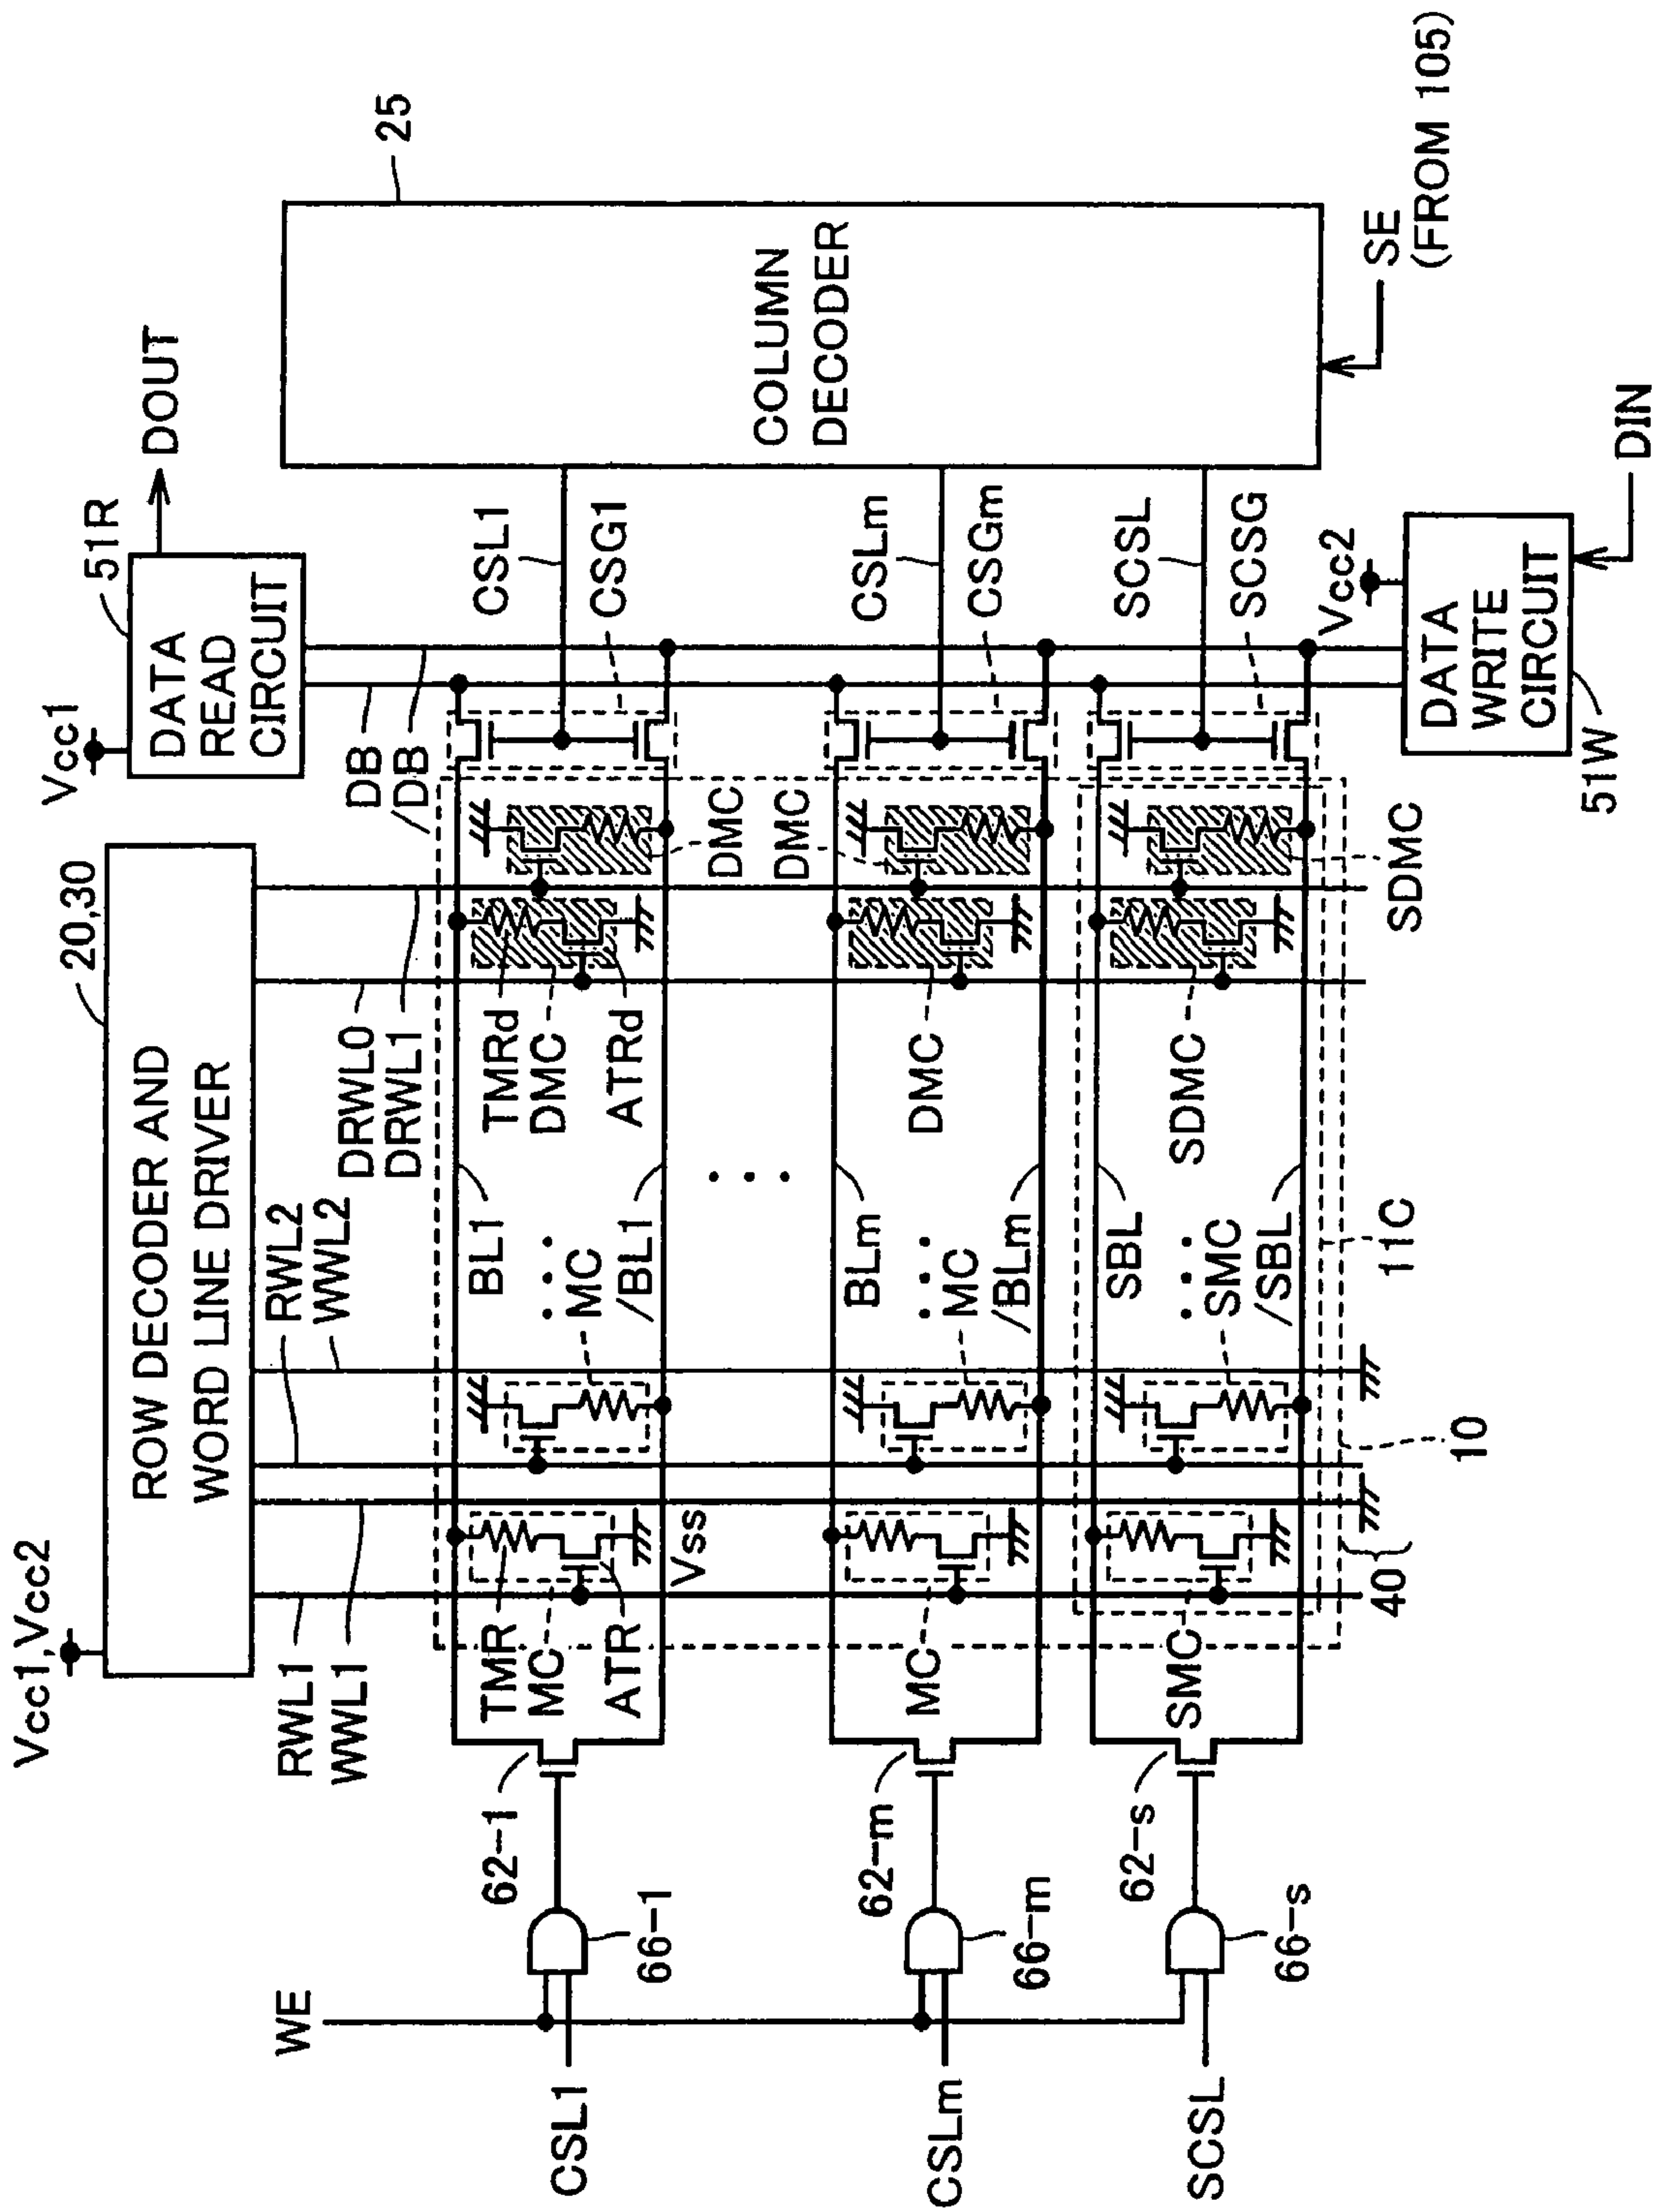 Vcc1,Vcc2
20,30
ROW DECODER AND
WORD LINE DRIVER
Vcc1
51R
DATA
READ
CIRCUIT
DOUT
25
COLUMN
DECODER
RWL1
WWL1
RWL2
WWL2
DRWL0
DRWL1
DB
/DB
WE
CSL1
66-1
62-1
TMR
MC
ATR
Vss
BL1
MC
/BL1
TMRd
DMC
ATRd
DMC
CSL1
CSG1
CSLm
66-m
62-m
MC
BLm
MC
/BLm
DMC
DMC
CSLm
CSGm
SCSL
66-s
62-s
SMC
SBL
SMC
/SBL
SDMC
SDMC
SCSL
SCSG
40
10
11C
Vcc2
51W
DATA
WRITE
CIRCUIT
DIN
SE
(FROM 105)